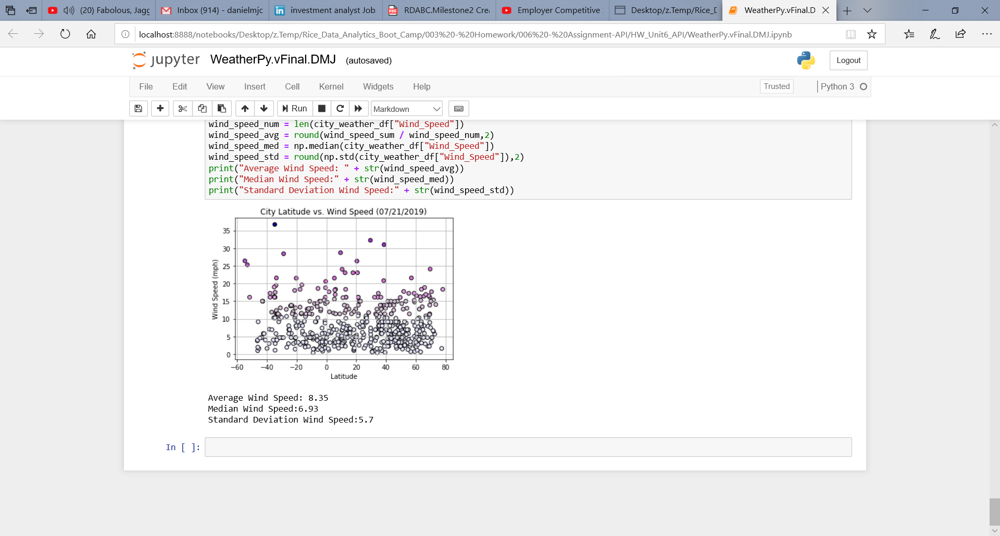 (20) Fabolous, Jagg
Inbox (914) - danielmjc
investment analyst Job
RDABC.Milestone2 Cre
Employer Competitive
Desktop/z.Temp/Rice_D
WeatherPy.vFinal.D
localhost:8888/notebooks/Desktop/z.Temp/Rice_Data_Analytics_Boot_Camp/003%20-%20Homework/006%20-%20Assignment-API/HW_Unit6_API/WeatherPy.vFinal.DMJ.ipynb
jupyter WeatherPy.vFinal.DMJ (autosaved)
Logout
File Edit View Insert Cell Kernel Widgets Help
Trusted
Python 3
Run
Markdown
wind_speed_num = len(city_weather_df["Wind_Speed"])
wind_speed_avg = round(wind_speed_sum / wind_speed_num,2)
wind_speed_med = np.median(city_weather_df["Wind_Speed"])
wind_speed_std = round(np.std(city_weather_df["Wind_Speed"]),2)
print("Average Wind Speed: " + str(wind_speed_avg))
print("Median Wind Speed:" + str(wind_speed_med))
print("Standard Deviation Wind Speed:" + str(wind_speed_std))
City Latitude vs. Wind Speed (07/21/2019)
Wind Speed (mph)
35
30
25
20
15
10
5
0
−60 −40 −20 0 20 40 60 80
Latitude
Average Wind Speed: 8.35
Median Wind Speed:6.93
Standard Deviation Wind Speed:5.7
In [ ]: